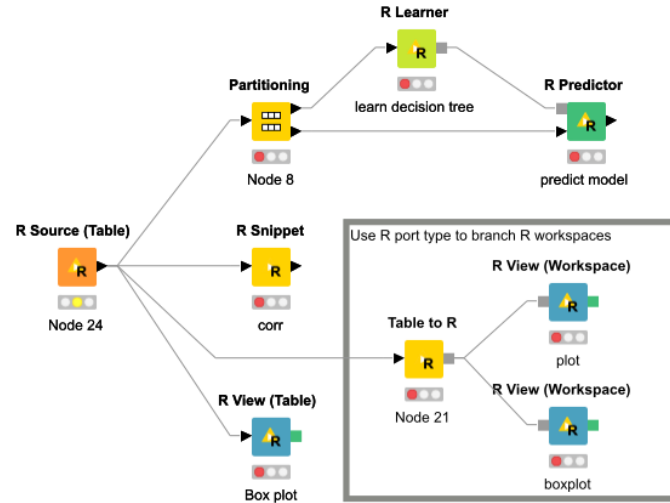 R Learner
learn decision tree
Partitioning
Node 8
R Predictor
predict model
R Source (Table)
Node 24
R Snippet
corr
Use R port type to branch R workspaces
R View (Workspace)
plot
Table to R
Node 21
R View (Workspace)
boxplot
R View (Table)
Box plot
R
R
R
R
R
R
R
R